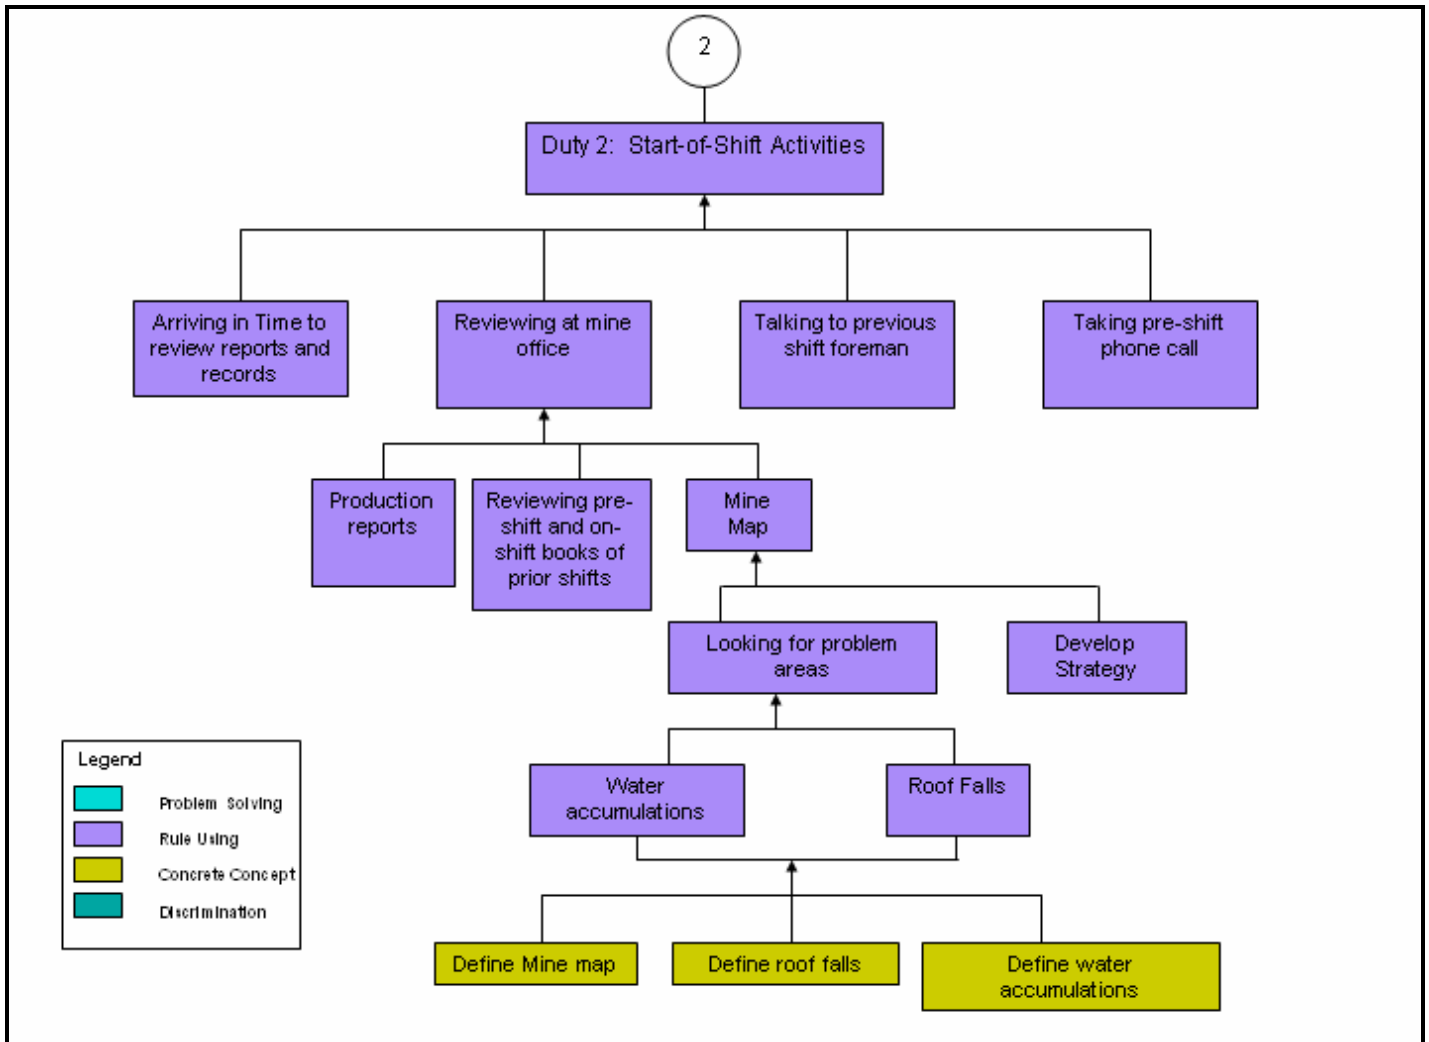 2
Duty 2: Start-of-Shift Activities
Arriving in Time to
review reports and
records
Reviewing at mine
office
Talking to previous
shift foreman
Taking pre-shift
phone call
Production
reports
Reviewing pre-
shift and on-
shift books of
prior shifts
Mine
Map
Looking for problem
areas
Develop
Strategy
Water
accumulations
Roof Falls
Define Mine map
Define roof falls
Define water
accumulations
Legend
Problem Solving
Rule Using
Concrete Concept
Discrimination